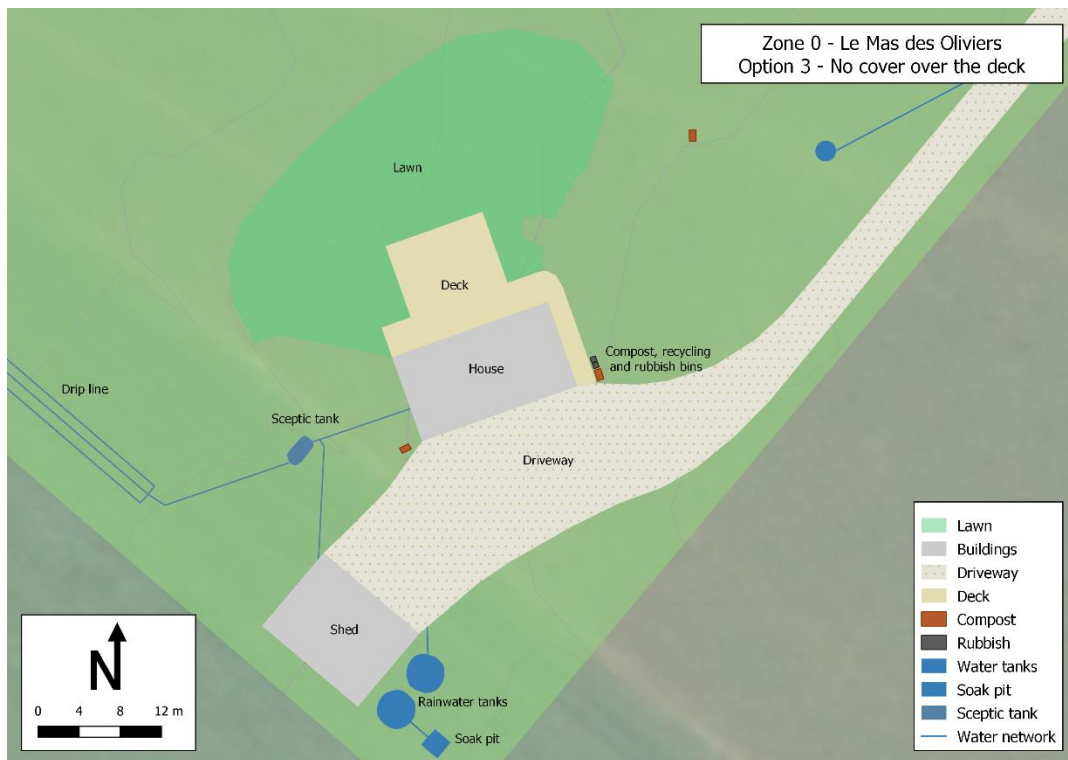 Zone 0 - Le Mas des Oliviers
Option 3 - No cover over the deck
Lawn
Deck
House
Compost, recycling
and rubbish bins
Drip line
Sceptic tank
Driveway
Shed
Rainwater tanks
Soak pit
N
0 4 8 12 m
Lawn
Buildings
Driveway
Deck
Compost
Rubbish
Water tanks
Soak pit
Sceptic tank
Water network